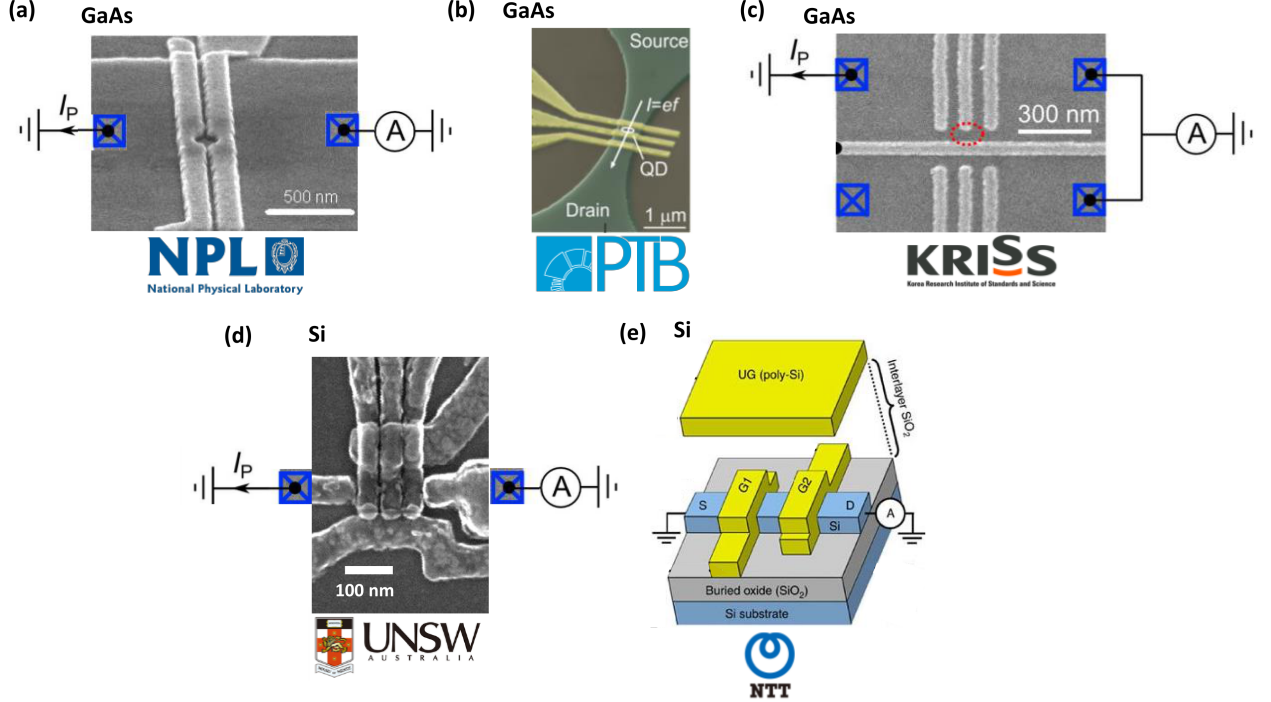 (a)
GaAs
I_P
A
500 nm
NPL
National Physical Laboratory
(b)
GaAs
Source
I=ef
QD
Drain
1 μm
PTB
(c)
GaAs
I_P
300 nm
A
KRISS
Korea Research Institute of Standards and Science
(d)
Si
I_P
A
100 nm
UNSW
AUSTRALIA
(e)
Si
UG (poly-Si)
Interlayer SiO₂
G1
G2
S
D
A
Si
Buried oxide (SiO₂)
Si substrate
NTT